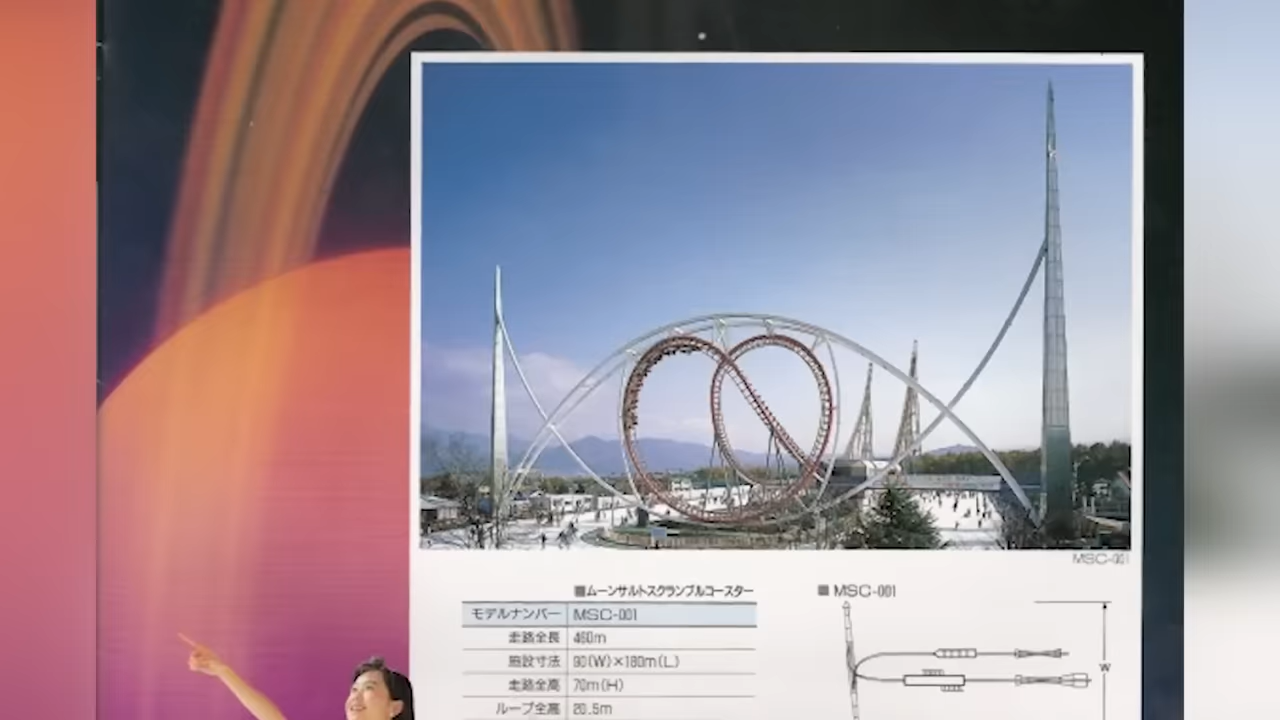 MSC-001
■ムーンサルトスクランブルコースター
モデルナンバー MSC-001
走路全長 460m
施設寸法 90(W)×180m(L)
走路全高 70m(H)
ループ全高 20.5m
■ MSC-001
W